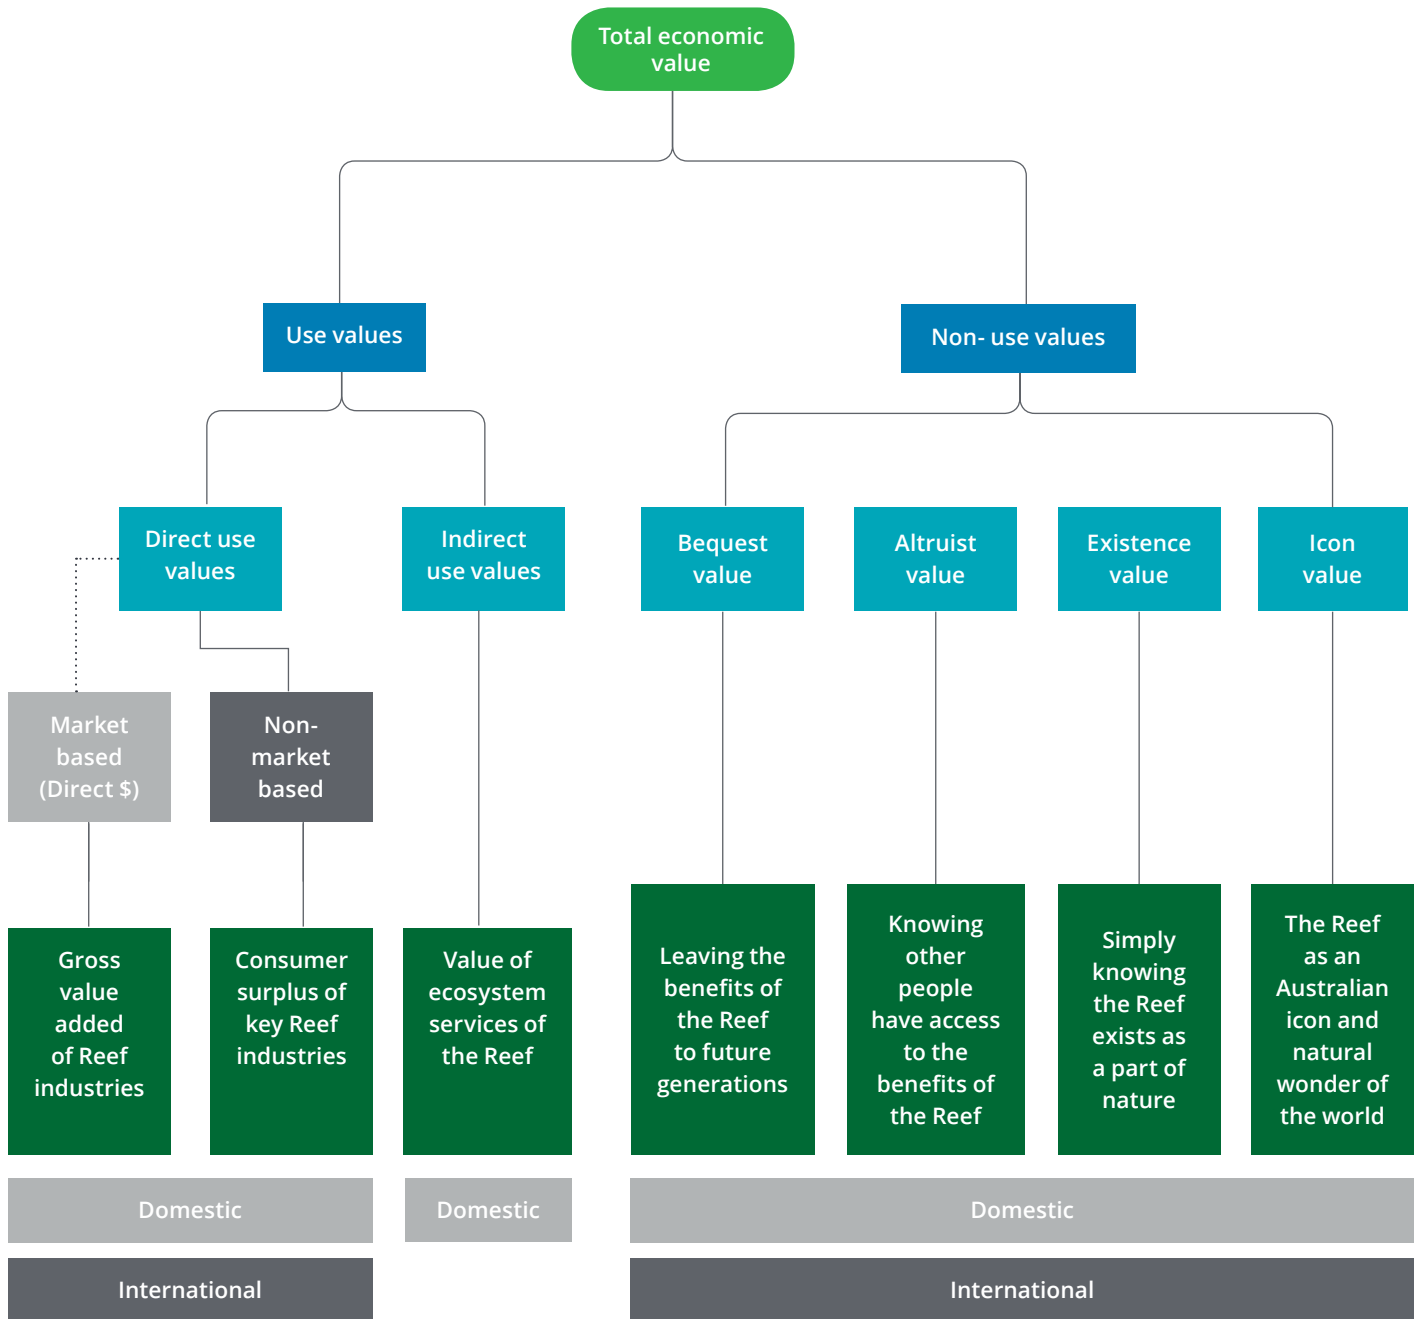 Total economic
value
Use values
Non- use values
Direct use
values
Indirect
use values
Bequest
value
Altruist
value
Existence
value
Icon
value
Market
based
(Direct $)
Non-
market
based
Gross
value
added
of Reef
industries
Consumer
surplus of
key Reef
industries
Value of
ecosystem
services of
the Reef
Leaving the
benefits of
the Reef
to future
generations
Knowing
other
people
have access
to the
benefits of
the Reef
Simply
knowing
the Reef
exists as
a part of
nature
The Reef
as an
Australian
icon and
natural
wonder of
the world
Domestic
Domestic
Domestic
International
International